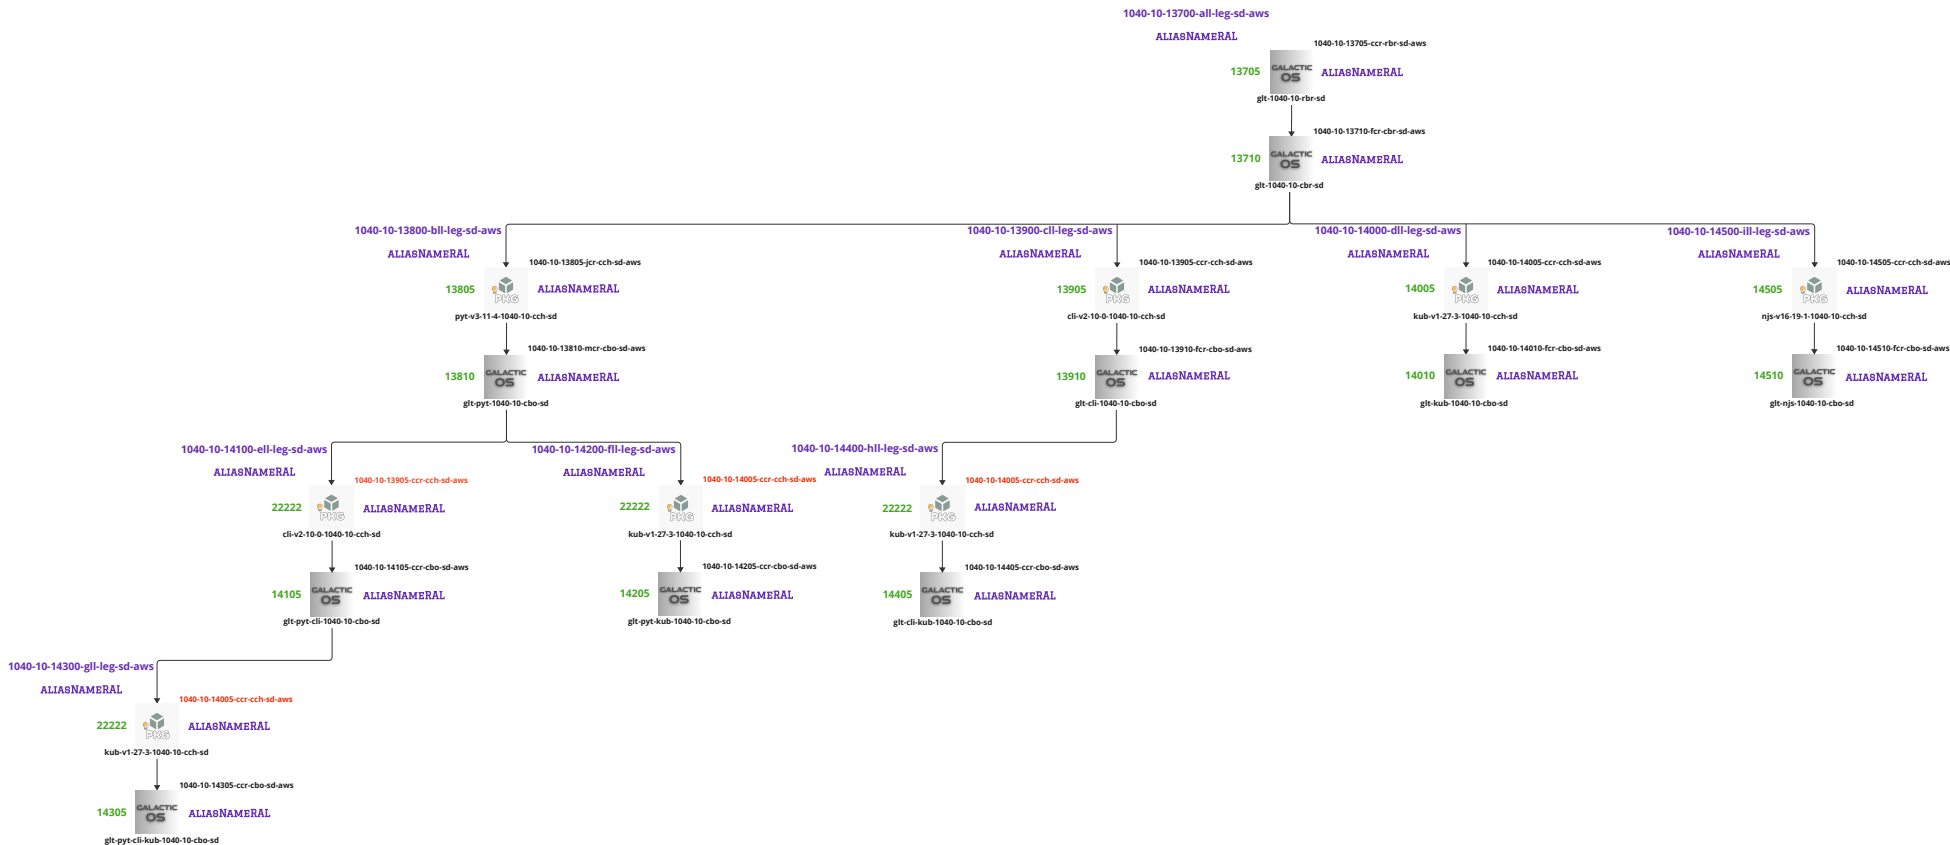 1040-10-13700-all-leg-sd-aws
ALIASNAMERAL
1040-10-13705-ccr-rbr-sd-aws
13705
GALACTIC
OS
ALIASNAMERAL
glt-1040-10-rbr-sd
1040-10-13710-fcr-cbr-sd-aws
13710
GALACTIC
OS
ALIASNAMERAL
glt-1040-10-cbr-sd
1040-10-13800-bll-leg-sd-aws
ALIASNAMERAL
1040-10-13805-jcr-cch-sd-aws
13805
PKG
ALIASNAMERAL
pyt-v3-11-4-1040-10-cch-sd
1040-10-13810-mcr-cbo-sd-aws
13810
GALACTIC
OS
ALIASNAMERAL
glt-pyt-1040-10-cbo-sd
1040-10-13900-cll-leg-sd-aws
ALIASNAMERAL
1040-10-13905-ccr-cch-sd-aws
13905
PKG
ALIASNAMERAL
cli-v2-10-0-1040-10-cch-sd
1040-10-13910-fcr-cbo-sd-aws
13910
GALACTIC
OS
ALIASNAMERAL
glt-cli-1040-10-cbo-sd
1040-10-14000-dll-leg-sd-aws
ALIASNAMERAL
1040-10-14005-ccr-cch-sd-aws
14005
PKG
ALIASNAMERAL
kub-v1-27-3-1040-10-cch-sd
1040-10-14010-fcr-cbo-sd-aws
14010
GALACTIC
OS
ALIASNAMERAL
glt-kub-1040-10-cbo-sd
1040-10-14500-ill-leg-sd-aws
ALIASNAMERAL
1040-10-14505-ccr-cch-sd-aws
14505
PKG
ALIASNAMERAL
njs-v16-19-1-1040-10-cch-sd
1040-10-14510-fcr-cbo-sd-aws
14510
GALACTIC
OS
ALIASNAMERAL
glt-njs-1040-10-cbo-sd
1040-10-14100-ell-leg-sd-aws
ALIASNAMERAL
1040-10-13905-ccr-cch-sd-aws
22222
PKG
ALIASNAMERAL
cli-v2-10-0-1040-10-cch-sd
1040-10-14105-ccr-cbo-sd-aws
14105
GALACTIC
OS
ALIASNAMERAL
glt-pyt-cli-1040-10-cbo-sd
1040-10-14200-fll-leg-sd-aws
ALIASNAMERAL
1040-10-14005-ccr-cch-sd-aws
22222
PKG
ALIASNAMERAL
kub-v1-27-3-1040-10-cch-sd
1040-10-14205-ccr-cbo-sd-aws
14205
GALACTIC
OS
ALIASNAMERAL
glt-pyt-kub-1040-10-cbo-sd
1040-10-14400-hll-leg-sd-aws
ALIASNAMERAL
1040-10-14005-ccr-cch-sd-aws
22222
PKG
ALIASNAMERAL
kub-v1-27-3-1040-10-cch-sd
1040-10-14405-ccr-cbo-sd-aws
14405
GALACTIC
OS
ALIASNAMERAL
glt-cli-kub-1040-10-cbo-sd
1040-10-14300-gll-leg-sd-aws
ALIASNAMERAL
1040-10-14005-ccr-cch-sd-aws
22222
PKG
ALIASNAMERAL
kub-v1-27-3-1040-10-cch-sd
1040-10-14305-ccr-cbo-sd-aws
14305
GALACTIC
OS
ALIASNAMERAL
glt-pyt-cli-kub-1040-10-cbo-sd